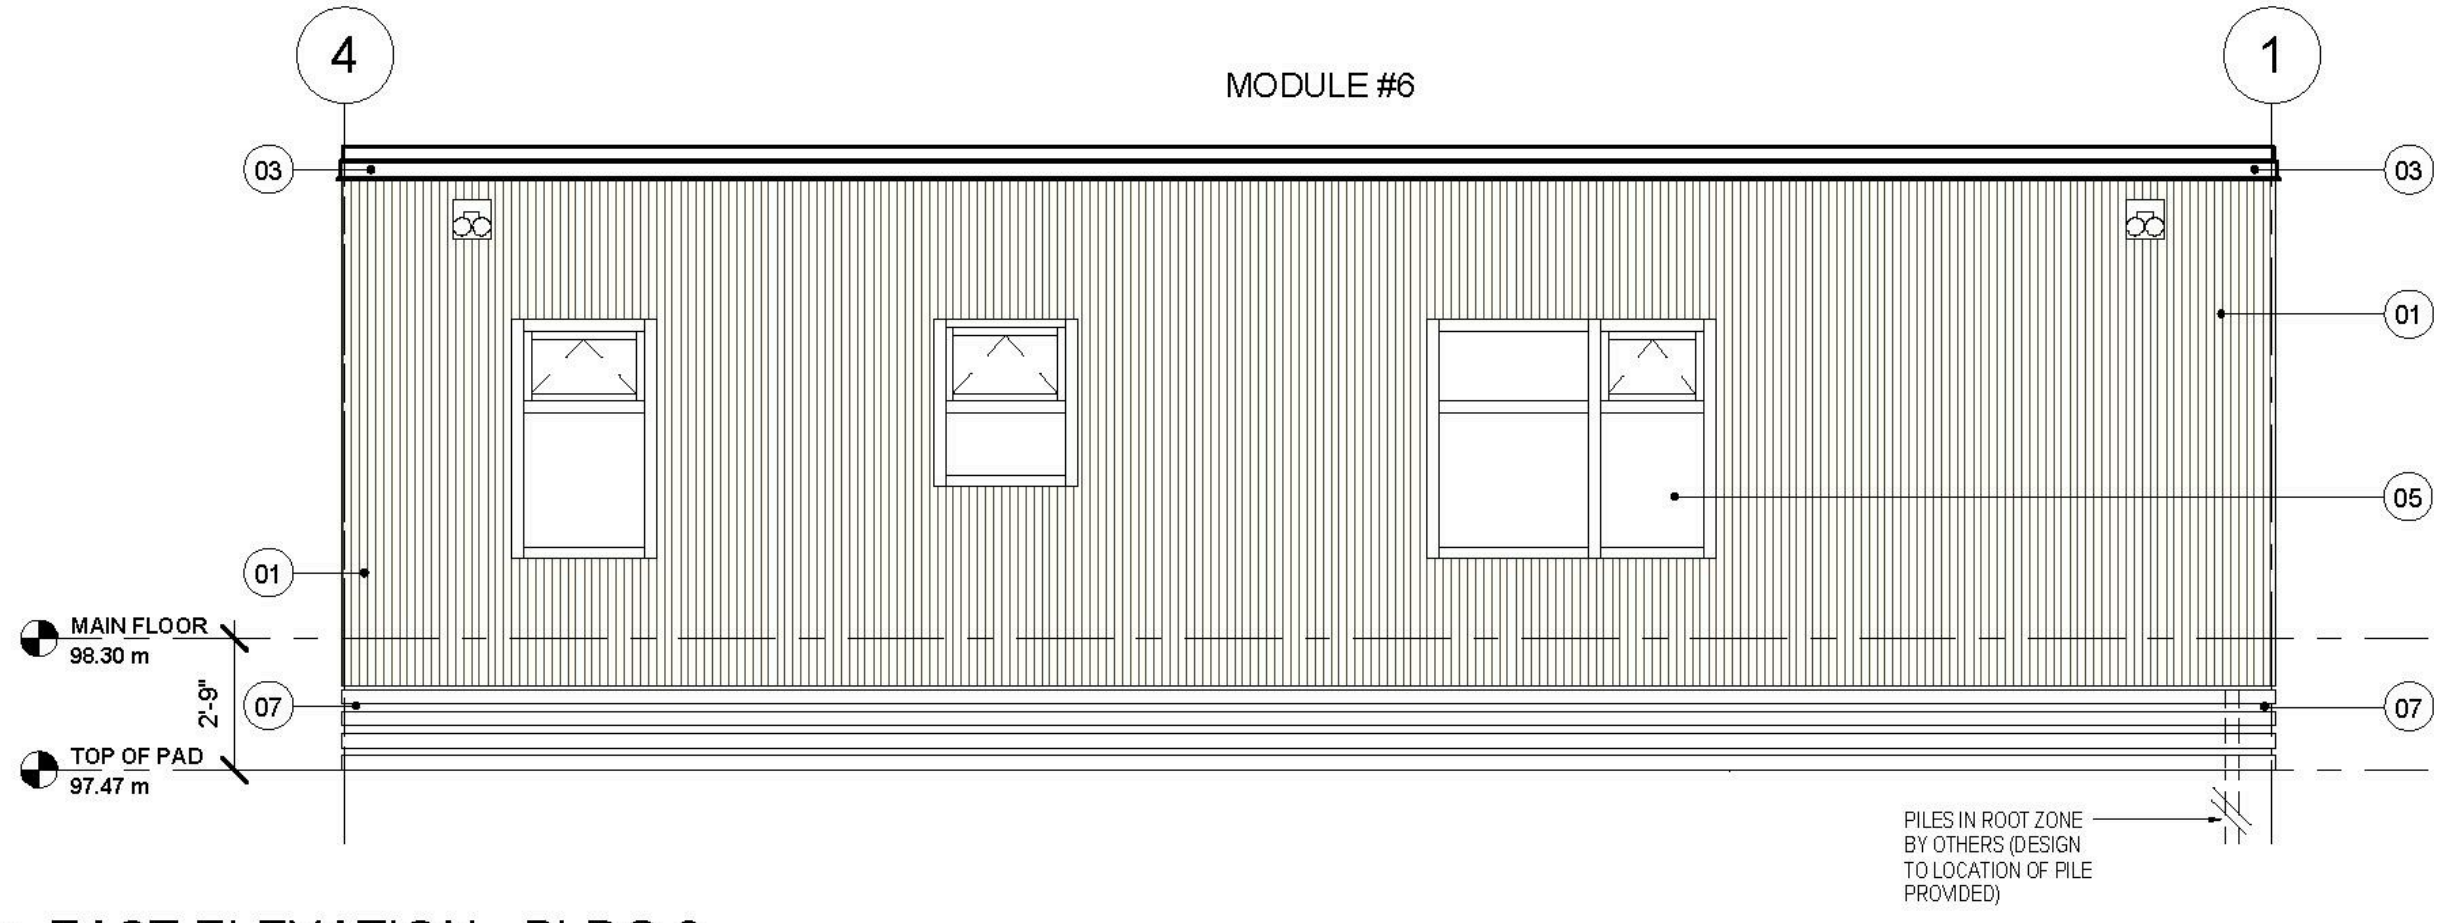 4
1
MODULE #6
03
03
01
05
01
MAIN FLOOR
98.30 m
2'-9"
07
07
TOP OF PAD
97.47 m
PILES IN ROOT ZONE
BY OTHERS (DESIGN
TO LOCATION OF PILE
PROVIDED)